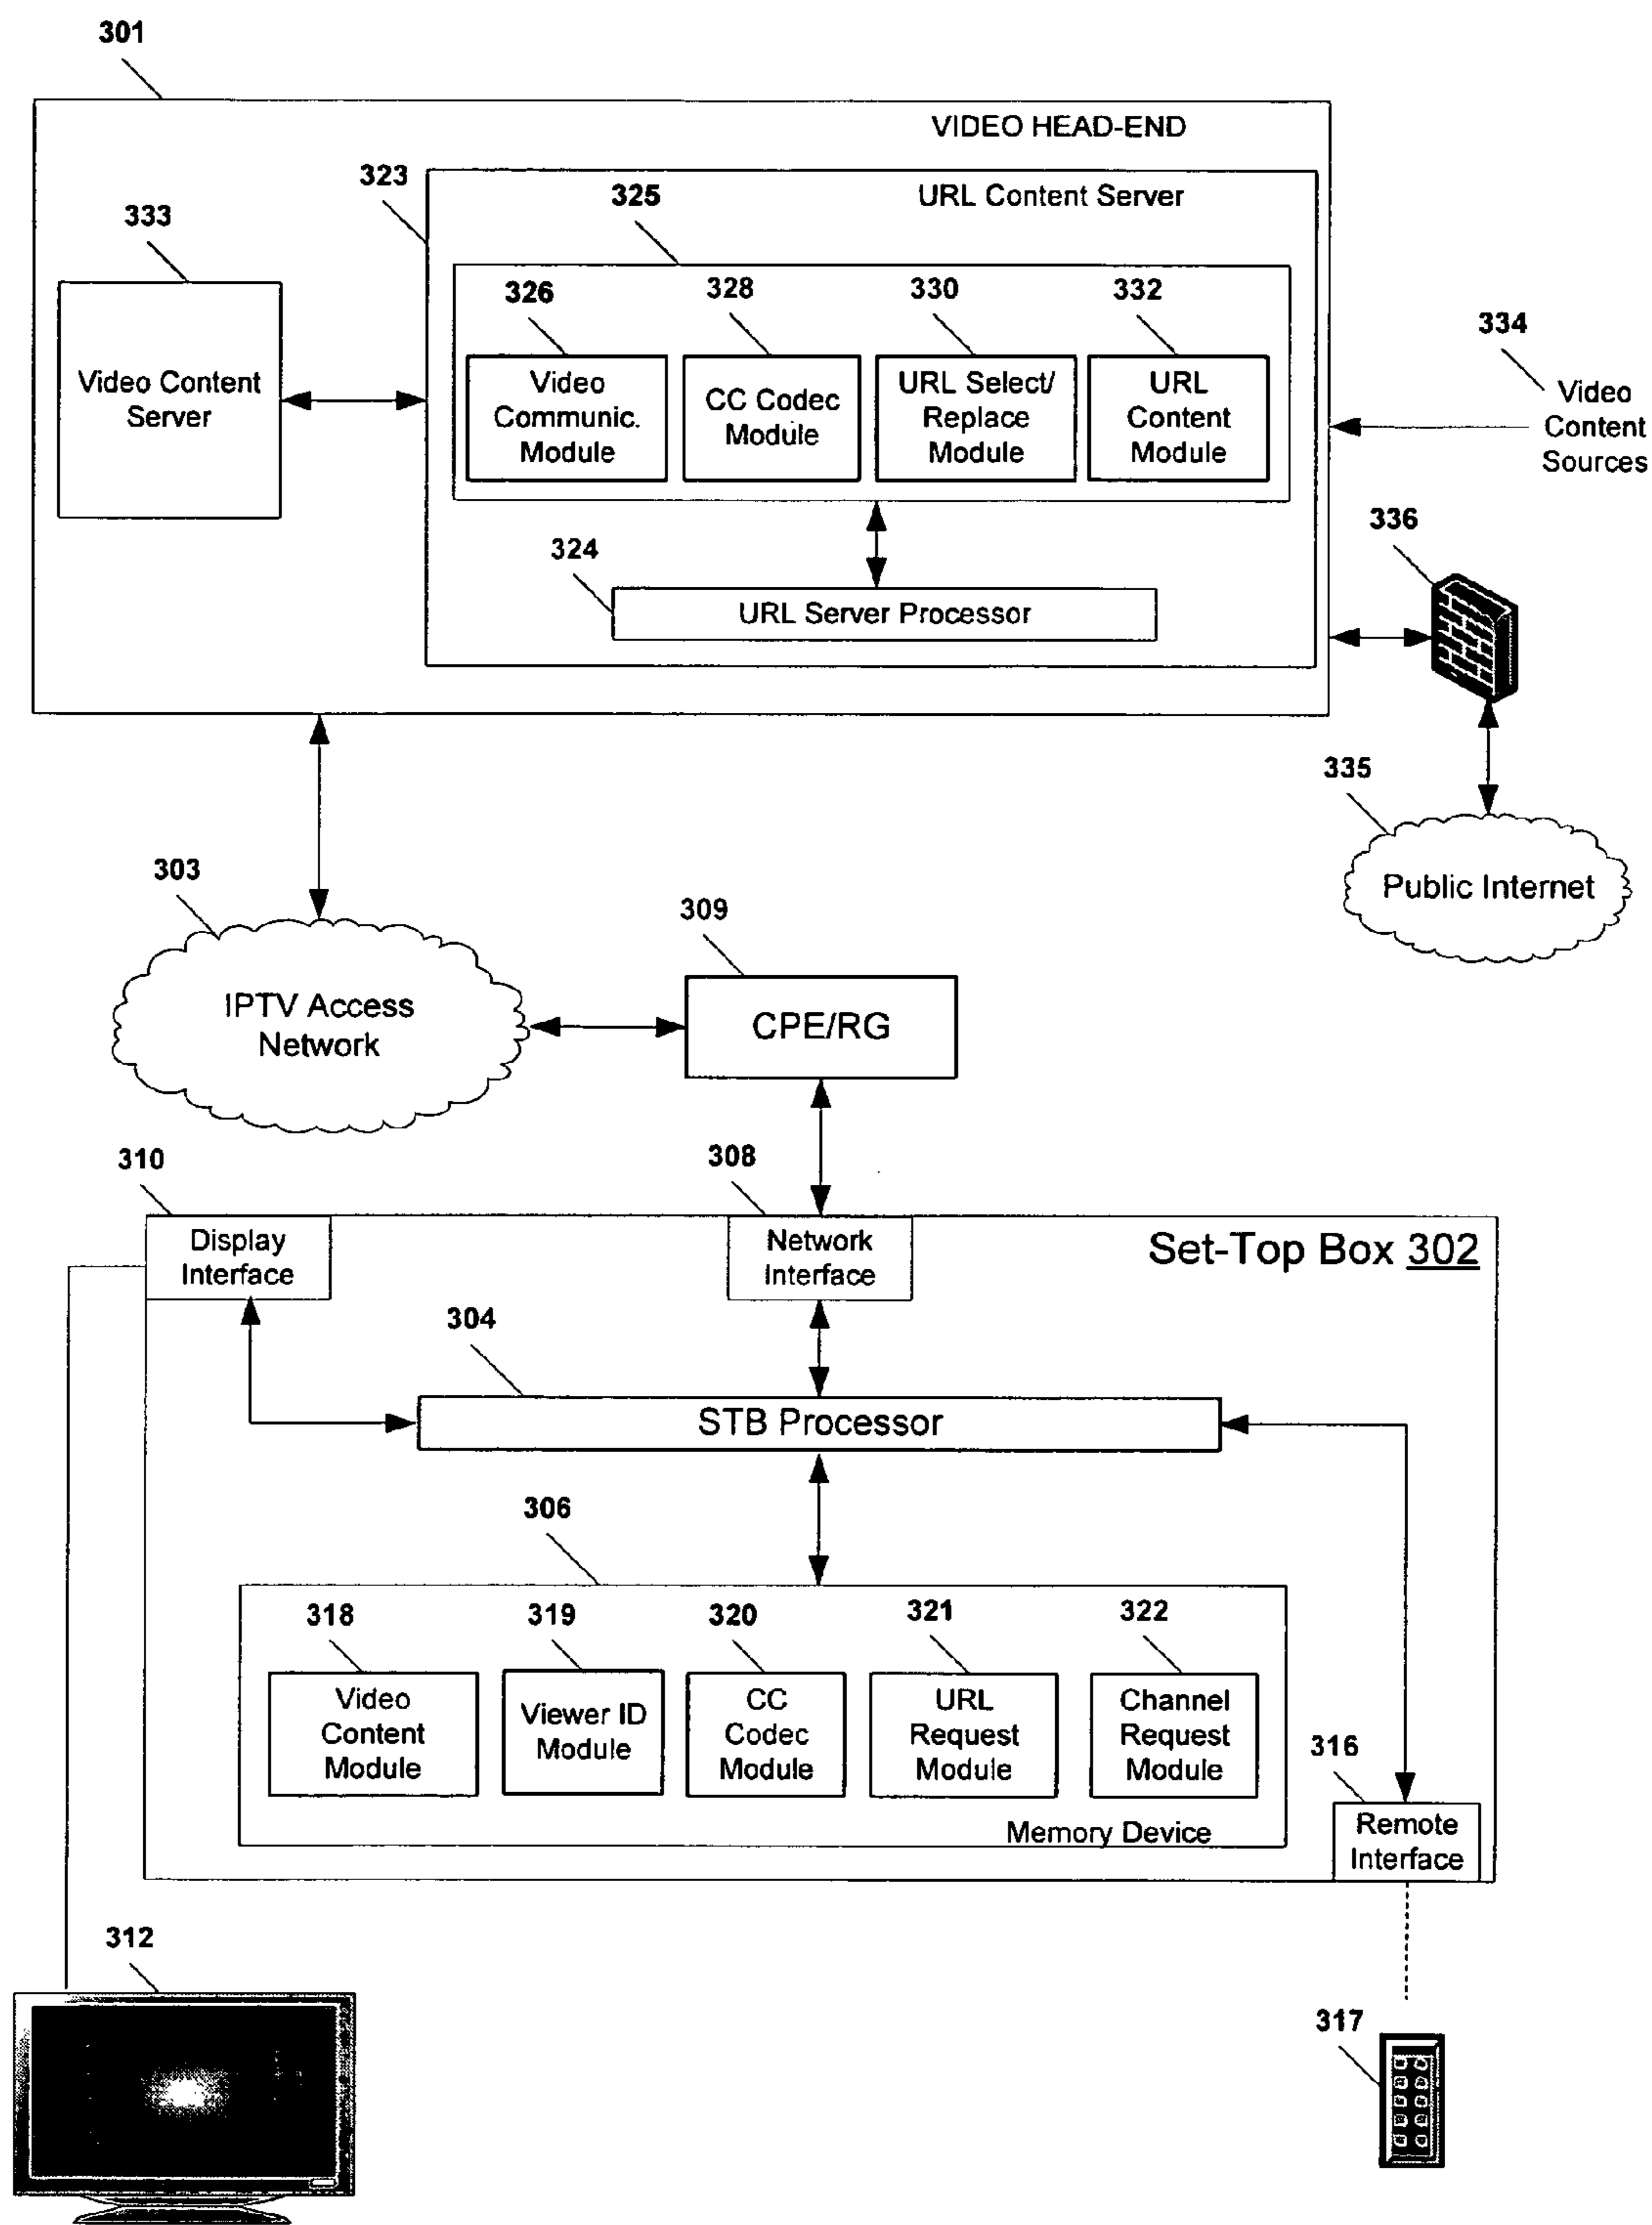 301
VIDEO HEAD-END
323
URL Content Server
333
325
326
328
330
332
334
Video Content
Server
Video
Communic.
Module
CC Codec
Module
URL Select/
Replace
Module
URL
Content
Module
Video
Content
Sources
336
324
URL Server Processor
335
Public Internet
303
IPTV Access
Network
309
CPE/RG
310
308
Display
Interface
Network
Interface
Set-Top Box 302
304
STB Processor
306
318
319
320
321
322
Video
Content
Module
Viewer ID
Module
CC
Codec
Module
URL
Request
Module
Channel
Request
Module
316
Memory Device
Remote
Interface
312
317